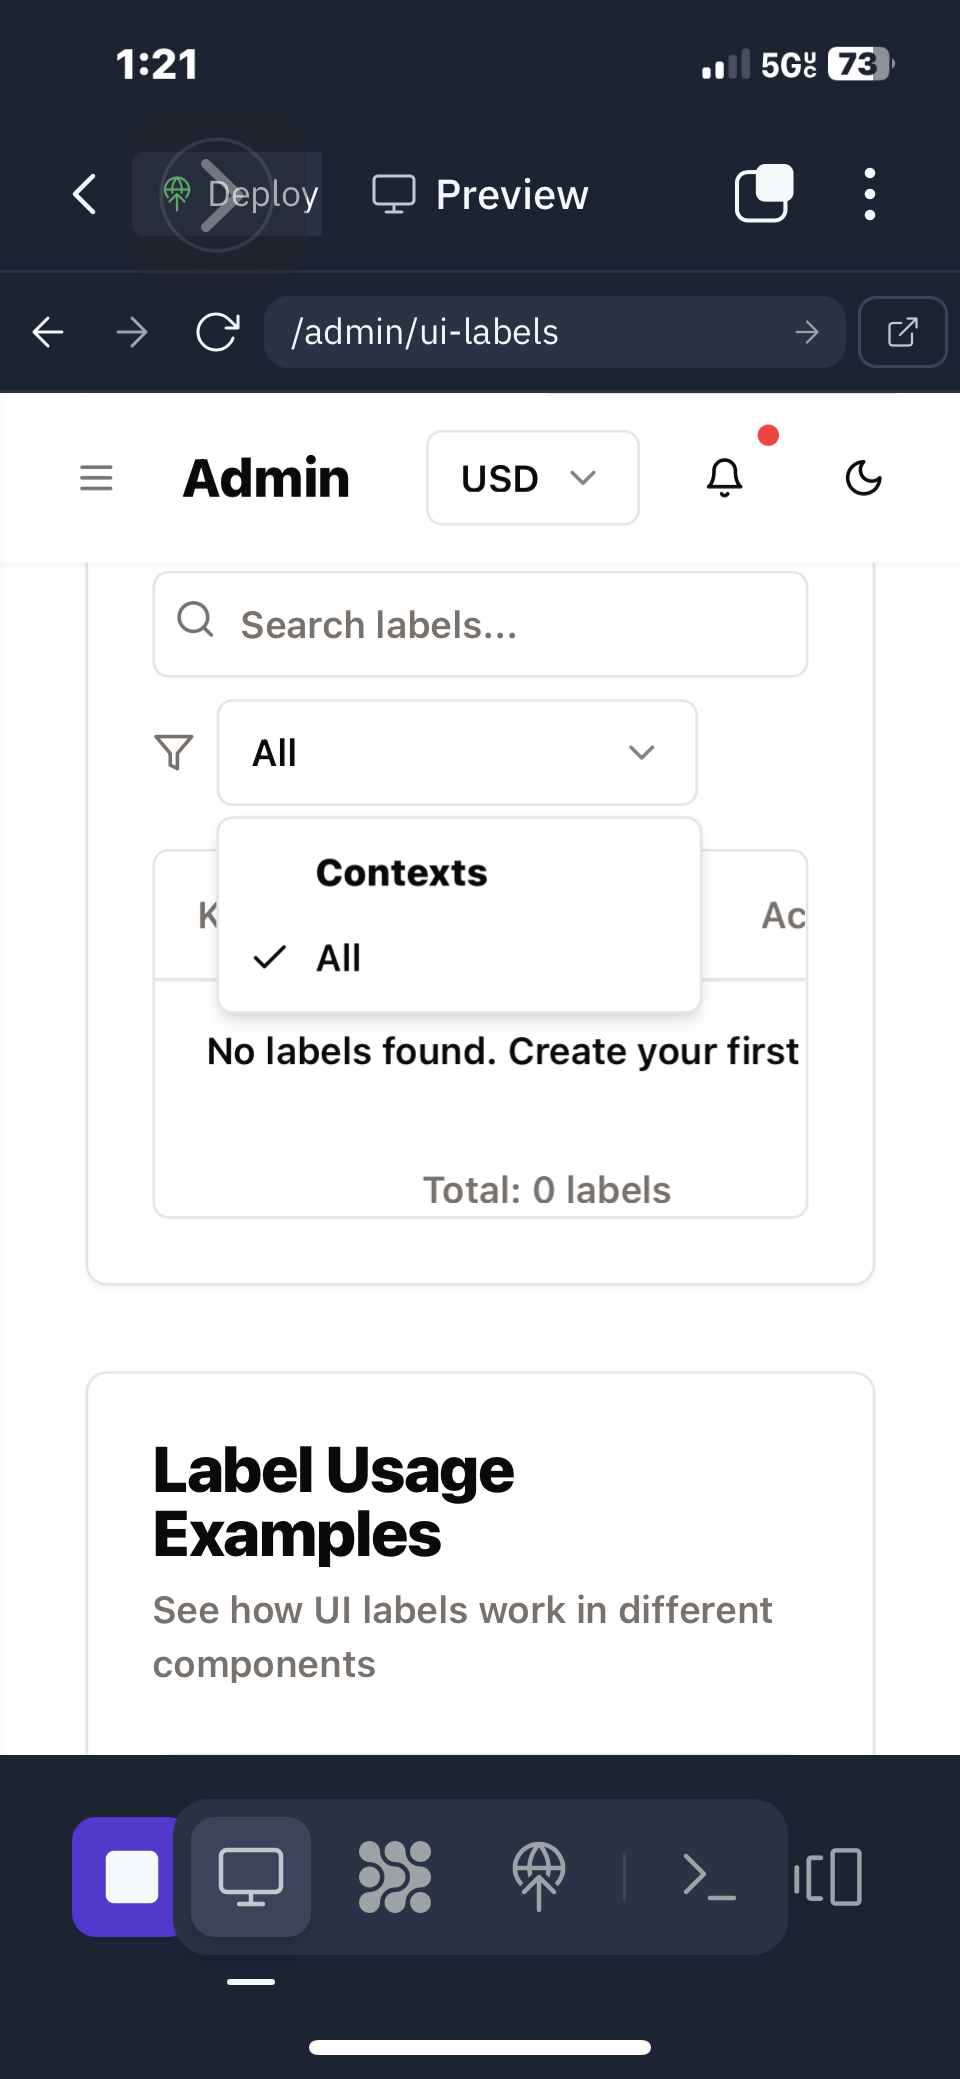 1:21
5G UC
73
Deploy
Preview
/admin/ui-labels
Admin
USD
Search labels...
All
Contexts
All
K
Ac
No labels found. Create your first
Total: 0 labels
Label Usage
Examples
See how UI labels work in different
components